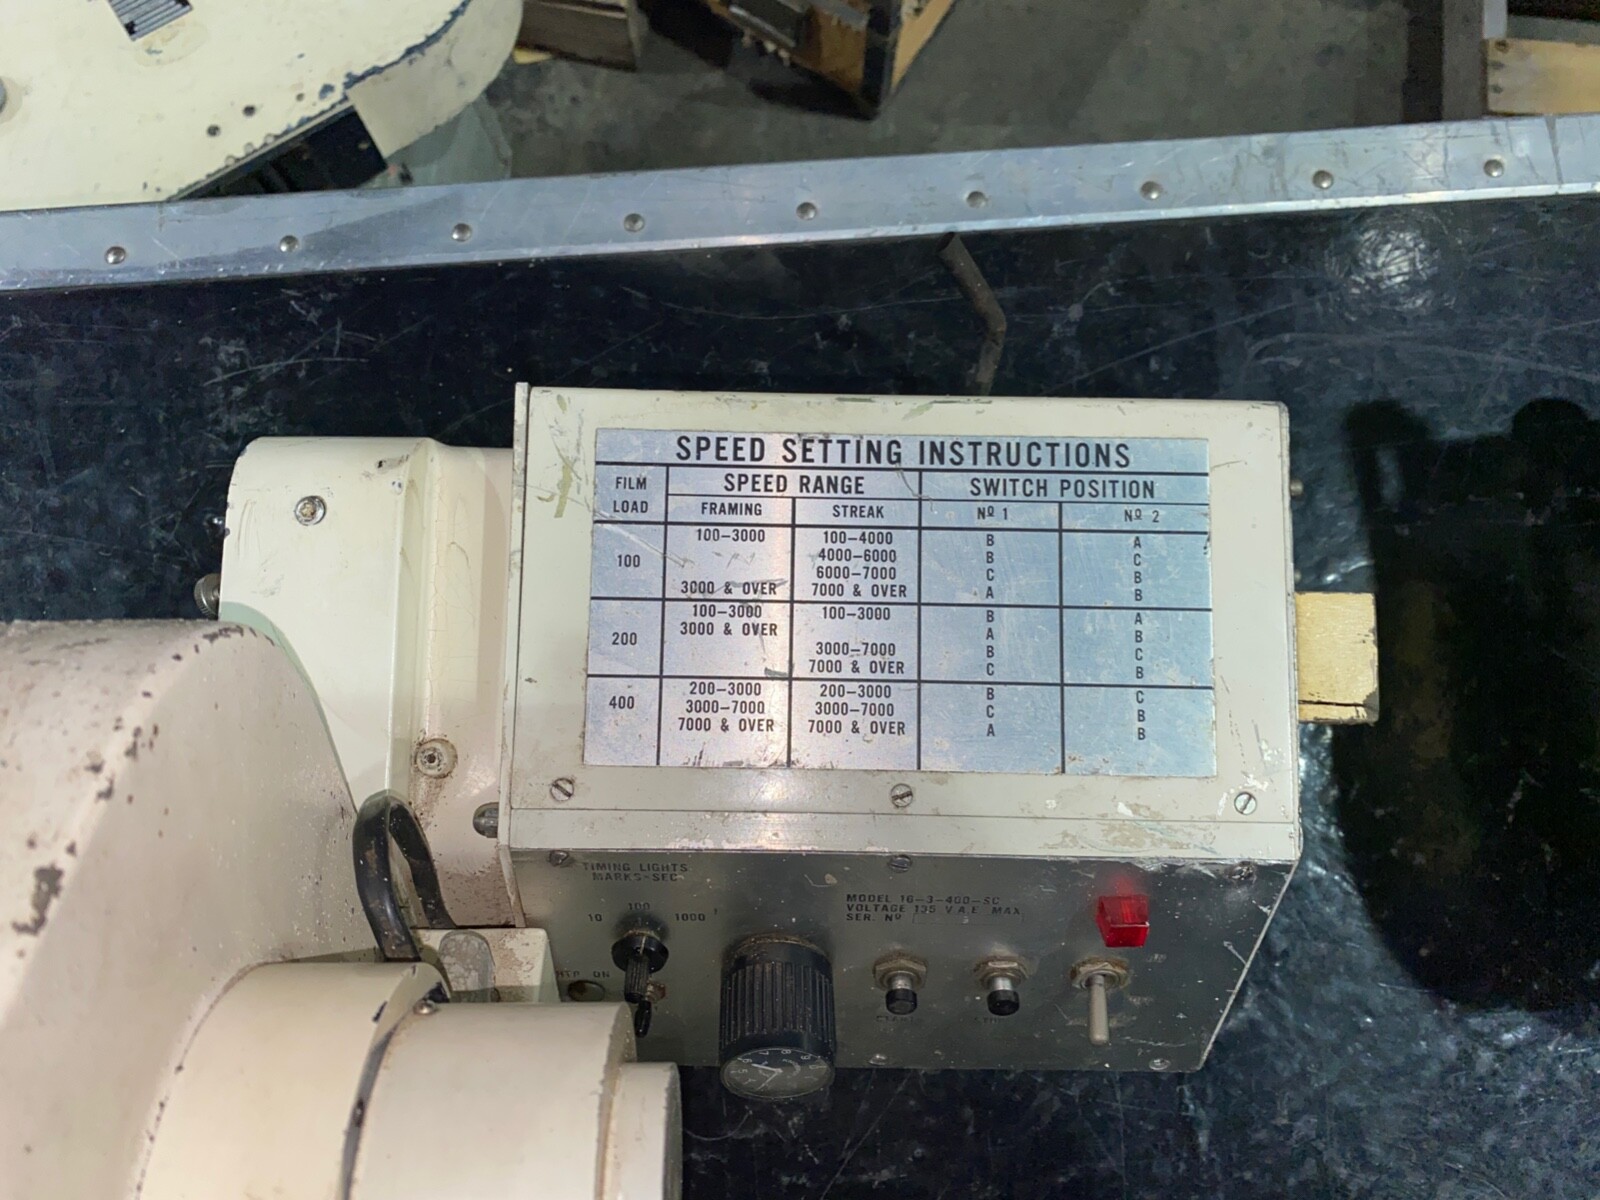 SPEED SETTING INSTRUCTIONS
FILM LOAD SPEED RANGE SWITCH POSITION
FRAMING STREAK Nº 1 Nº 2
100 100-3000 100-4000 B A
4000-6000 B C
6000-7000 C B
3000 & OVER 7000 & OVER A B
200 100-3000 100-3000 B A
3000 & OVER A B
3000-7000 B C
7000 & OVER C B
400 200-3000 200-3000 B C
3000-7000 3000-7000 C B
7000 & OVER 7000 & OVER A B
TIMING LIGHTS
MARKS-SEC
10 100 1000
MODEL 16-3-400-SC
VOLTAGE 135 V MAX
SER. Nº
ON